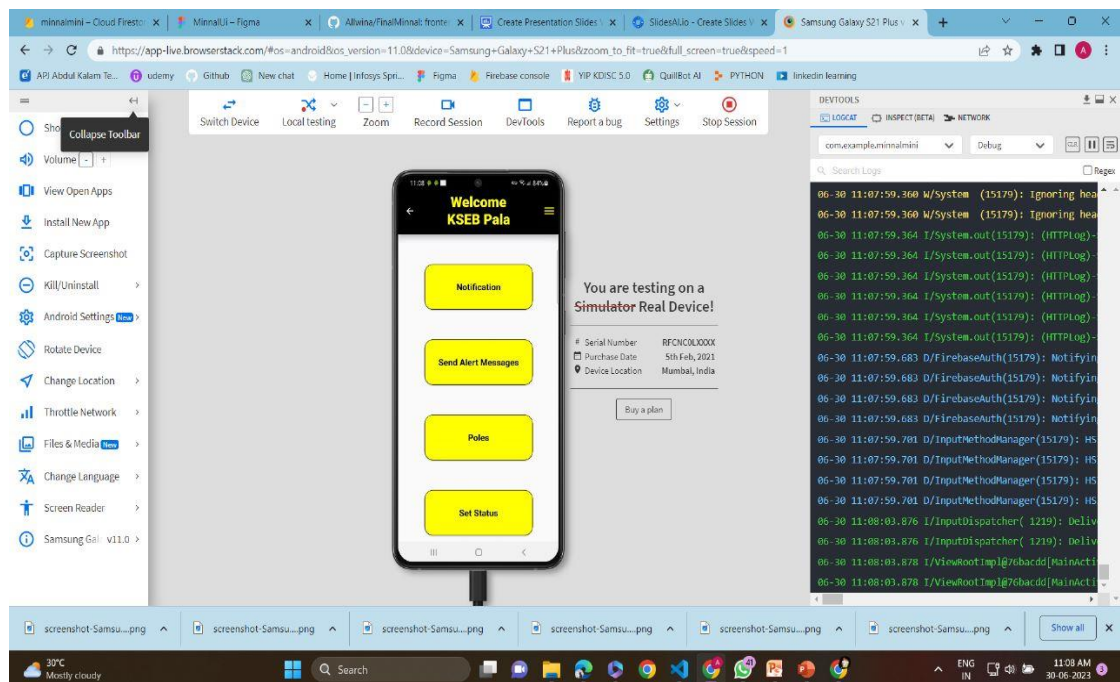 minnalmini – Cloud Firestor
MinnalUi – Figma
Allwina/FinalMinnal: fronte
Create Presentation Slides
SlidesAI.io - Create Slides
Samsung Galaxy S21 Plus v
https://app-live.browserstack.com/#os=android&os_version=11.0&device=Samsung+Galaxy+S21+Plus&zoom_to_fit=true&full_screen=true&speed=1
API Abdul Kalam Te...
udemy
Github
New chat
Home | Infosys Spri...
Figma
Firebase console
YIP KDISC 5.0
QuillBot AI
PYTHON
linkedin learning
Sho
Collapse Toolbar
Volume - +
View Open Apps
Install New App
Capture Screenshot
Kill/Uninstall
Android Settings New
Rotate Device
Change Location
Throttle Network
Files & Media New
Change Language
Screen Reader
Samsung Gal v11.0
Switch Device
Local testing
Zoom
Record Session
DevTools
Report a bug
Settings
Stop Session
11:08
84%
Welcome
KSEB Pala
Notification
Send Alert Messages
Poles
Set Status
You are testing on a
Simulator Real Device!
# Serial Number RFCNC0LXXXX
Purchase Date 5th Feb, 2021
Device Location Mumbai, India
Buy a plan
DEVTOOLS
LOGCAT INSPECT (BETA) NETWORK
com.example.minnalmini Debug CLR
Search Logs Regex
06-30 11:07:59.360 W/System (15179): Ignoring hea
06-30 11:07:59.360 W/System (15179): Ignoring hea
06-30 11:07:59.364 I/System.out(15179): (HTTPLog)-
06-30 11:07:59.364 I/System.out(15179): (HTTPLog)-
06-30 11:07:59.364 I/System.out(15179): (HTTPLog)-
06-30 11:07:59.364 I/System.out(15179): (HTTPLog)-
06-30 11:07:59.364 I/System.out(15179): (HTTPLog)-
06-30 11:07:59.364 I/System.out(15179): (HTTPLog)-
06-30 11:07:59.683 D/FirebaseAuth(15179): Notifyin
06-30 11:07:59.683 D/FirebaseAuth(15179): Notifyin
06-30 11:07:59.683 D/FirebaseAuth(15179): Notifyin
06-30 11:07:59.683 D/FirebaseAuth(15179): Notifyin
06-30 11:07:59.701 D/InputMethodManager(15179): HS
06-30 11:07:59.701 D/InputMethodManager(15179): HS
06-30 11:07:59.701 D/InputMethodManager(15179): HS
06-30 11:07:59.701 D/InputMethodManager(15179): HS
06-30 11:08:03.876 I/InputDispatcher( 1219): Deliv
06-30 11:08:03.876 I/InputDispatcher( 1219): Deliv
06-30 11:08:03.878 I/ViewRootImpl@76bacdd[MainActi
06-30 11:08:03.878 I/ViewRootImpl@76bacdd[MainActi
screenshot-Samsu....png
screenshot-Samsu....png
screenshot-Samsu....png
screenshot-Samsu....png
screenshot-Samsu....png
screenshot-Samsu....png
Show all
30°C
Mostly cloudy
Search
ENG
IN
11:08 AM
30-06-2023